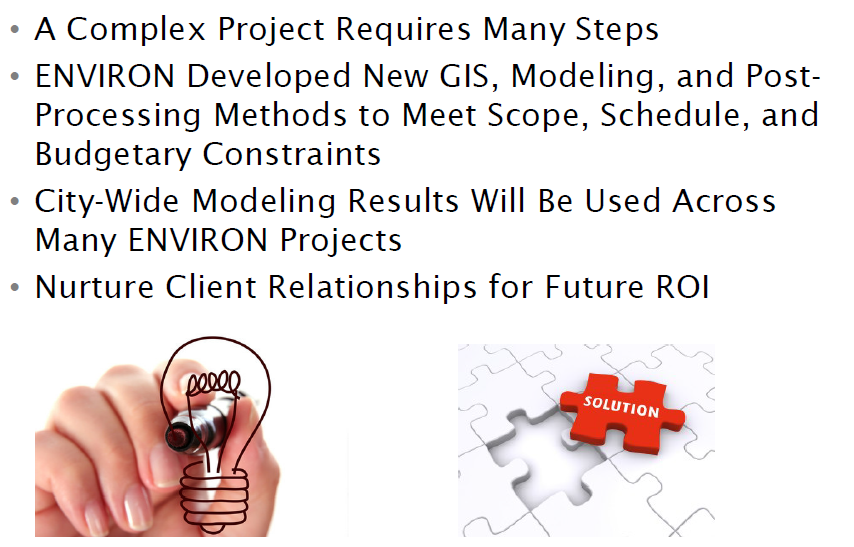 • A Complex Project Requires Many Steps
• ENVIRON Developed New GIS, Modeling, and Post-
Processing Methods to Meet Scope, Schedule, and
Budgetary Constraints
• City-Wide Modeling Results Will Be Used Across
Many ENVIRON Projects
• Nurture Client Relationships for Future ROI
SOLUTION